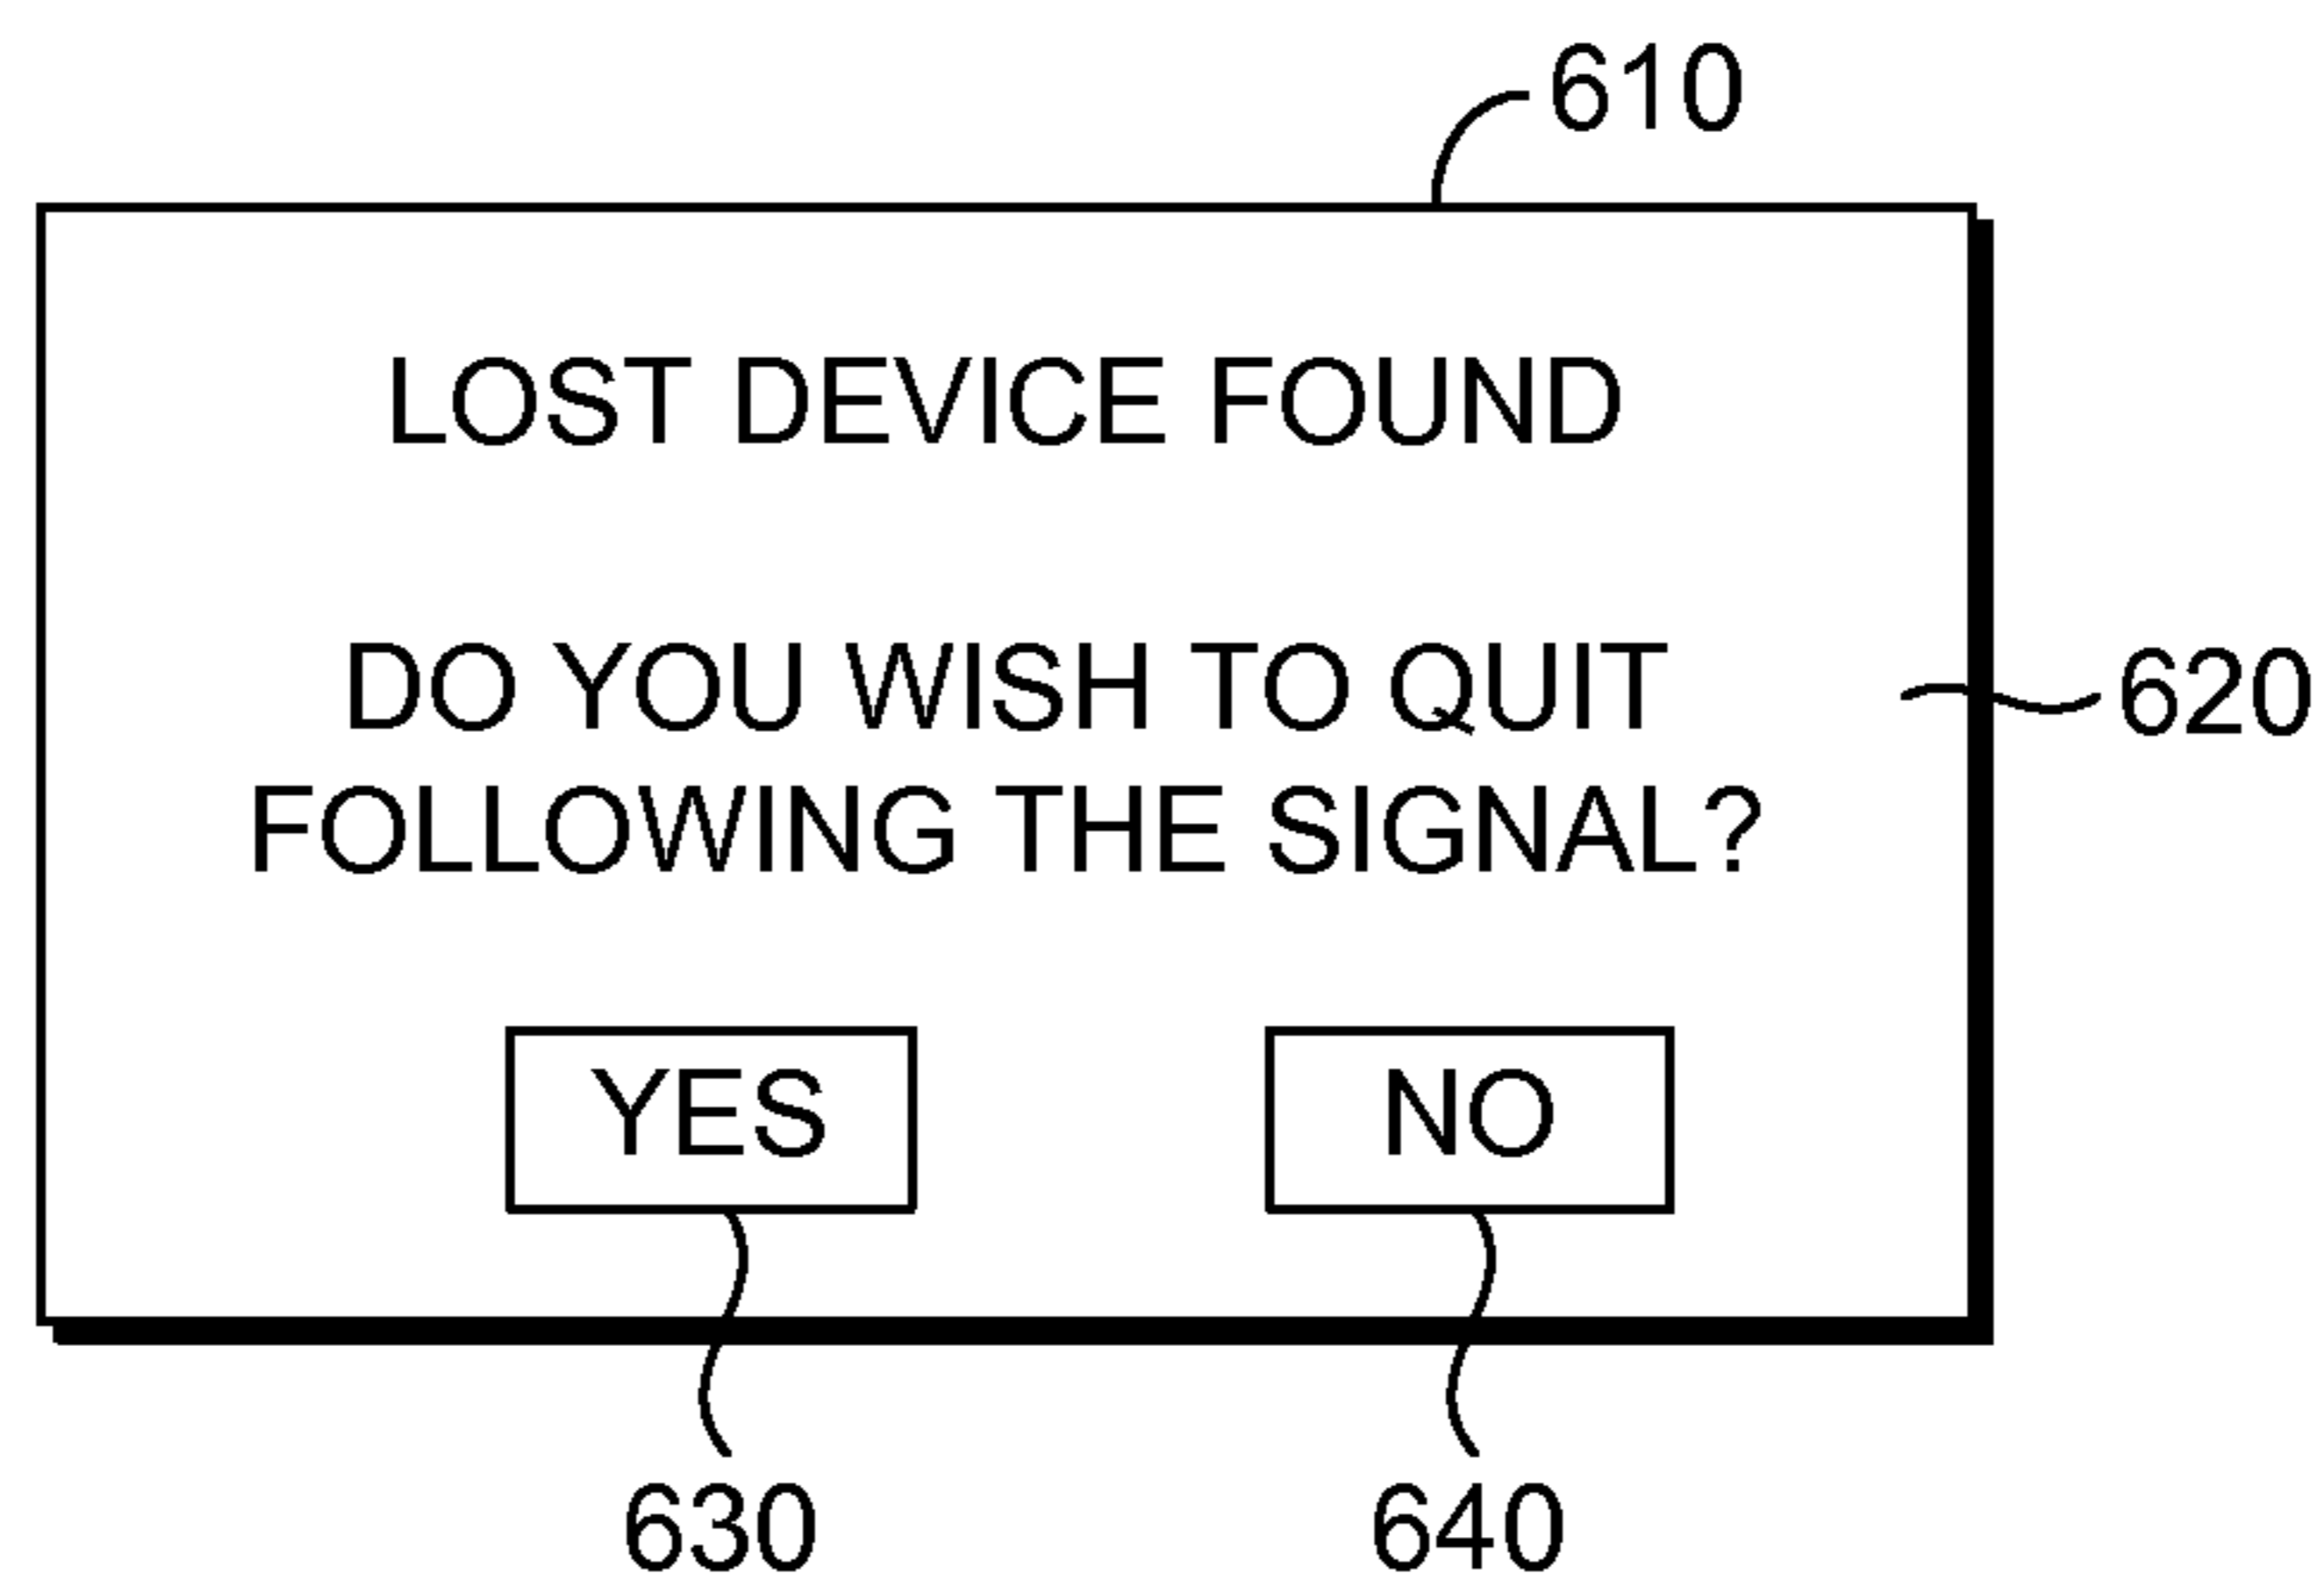 610
LOST DEVICE FOUND
DO YOU WISH TO QUIT
620
FOLLOWING THE SIGNAL?
YES
NO
630
640